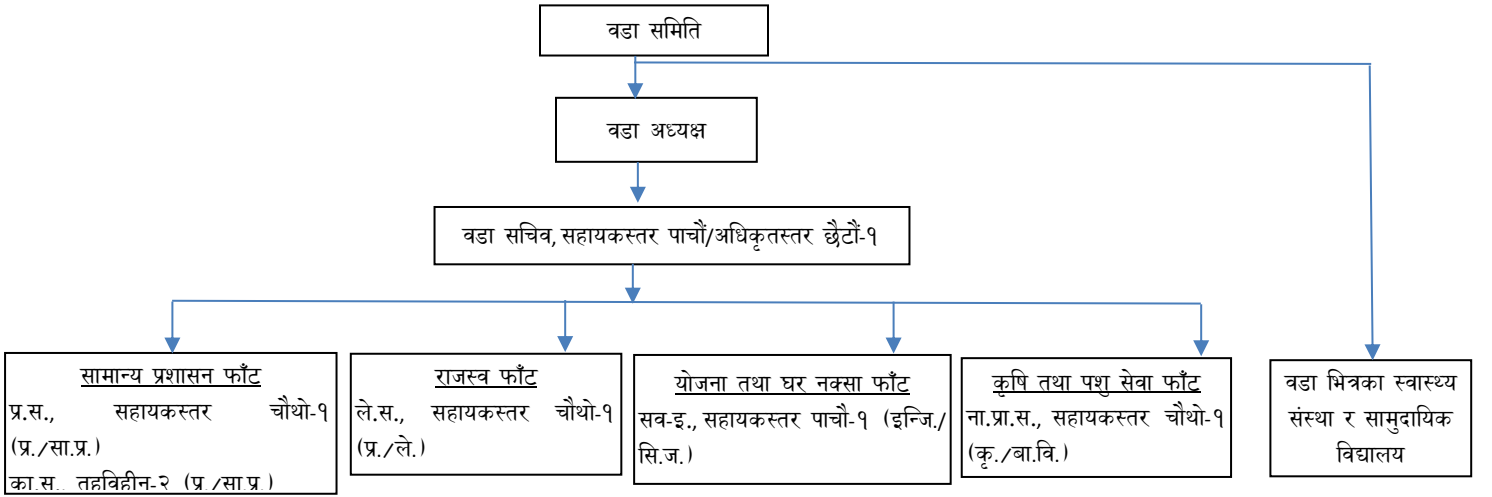 वडा समिति
वडा अध्यक्ष
वडा सचिव, सहायकस्तर पाचौं/अधिकृतस्तर छैटौं-१
सामान्य प्रशासन फाँट
प्र.स., सहायकस्तर चौथो-१
(प्र./सा.प्र.)
का.स., तहविहीन-२ (प्र./सा.प्र.)
राजस्व फाँट
ले.स., सहायकस्तर चौथो-१
(प्र./ले.)
योजना तथा घर नक्सा फाँट
सव-इ., सहायकस्तर पाचौ-१ (इन्जि./
सि.ज.)
कृषि तथा पशु सेवा फाँट
ना.प्रा.स., सहायकस्तर चौथो-१
(कृ./बा.वि.)
वडा भित्रका स्वास्थ्य
संस्था र सामुदायिक
विद्यालय